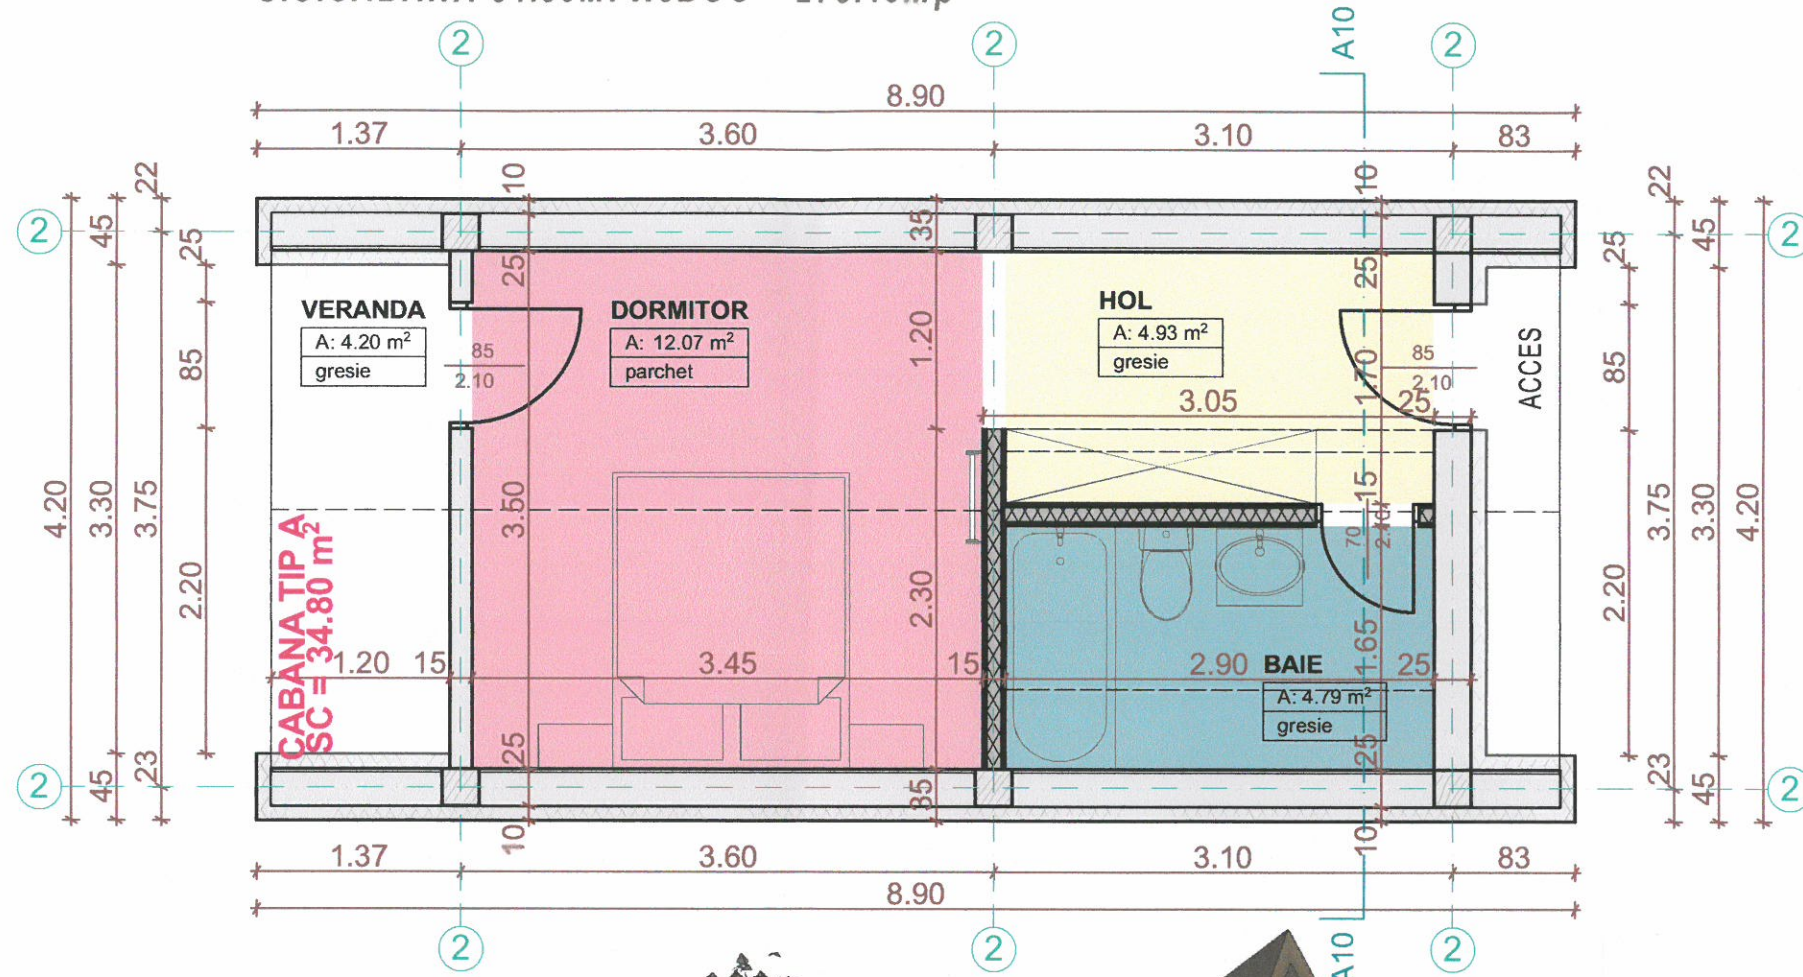 2 2 A10 2
8.90
1.37 3.60 3.10 83
22 10 10 22
2 45 35 45 2
25 25 25 25
VERANDA
A: 4.20 m²
gresie
DORMITOR
A: 12.07 m²
parchet
HOL
A: 4.93 m²
gresie
85
2.10
85
2.10
85 1.20 1.70 85
ACCES
3.05 25
4.20 3.30 3.75 3.50 15 3.75 3.30 4.20
70
2.10
2.20 2.30 1.65 2.20
CABANA TIP A
SC = 34.80 m²
1.20 15 3.45 15 2.90 25
BAIE
A: 4.79 m²
gresie
25 25
2 45 23 35 23 45 2
10 10
1.37 3.60 3.10 83
8.90
2 2 A10 2